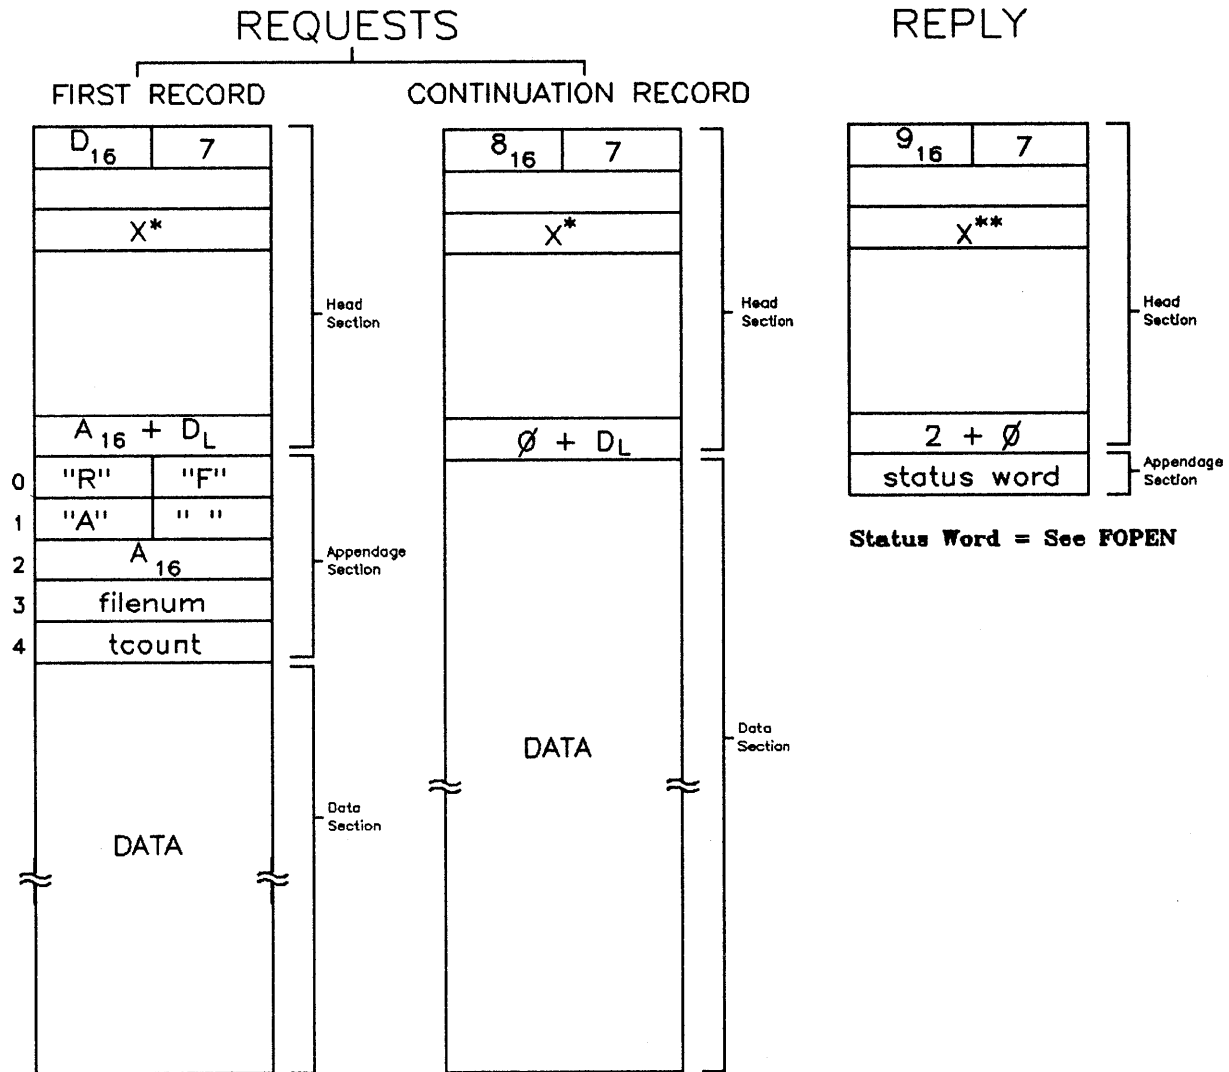 REQUESTS
FIRST RECORD
D16 7
X*
Head
Section
A16 + DL
0 "R" "F"
1 "A" " "
2 A16
3 filenum
4 tcount
Appendage
Section
DATA
Data
Section
CONTINUATION RECORD
816 7
X*
Head
Section
Ø + DL
DATA
Data
Section
REPLY
916 7
X**
Head
Section
2 + Ø
status word
Appendage
Section
Status Word = See FOPEN